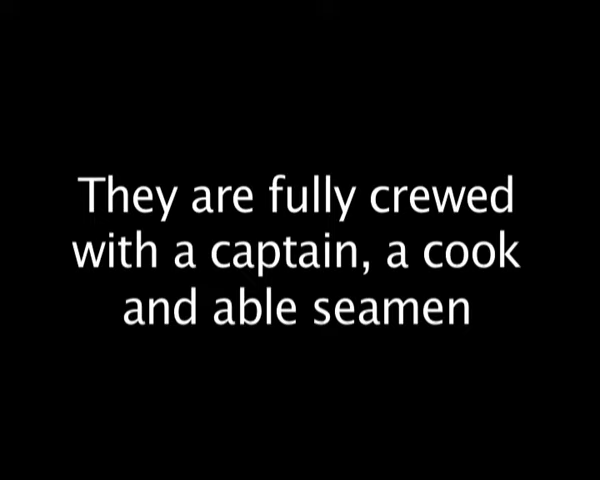 They are fully crewed
with a captain, a cook
and able seamen